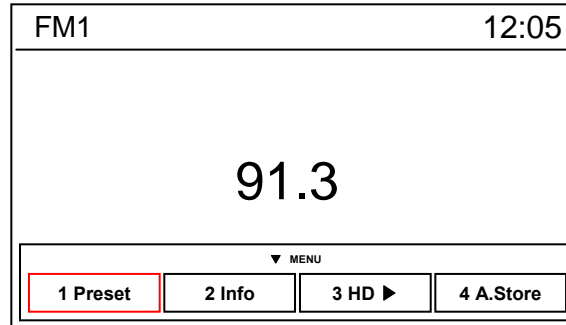 FM1 12:05
91.3
▼ MENU
1 Preset 2 Info 3 HD ▶ 4 A.Store